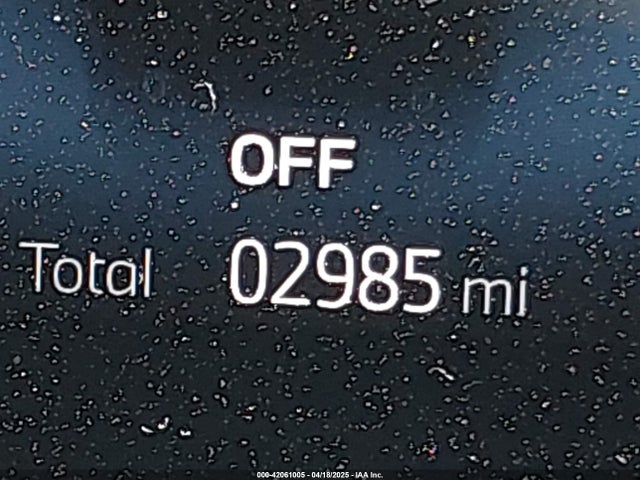 OFF
Total 02985 mi
000-42061005 - 04/18/2025 - IAA Inc.